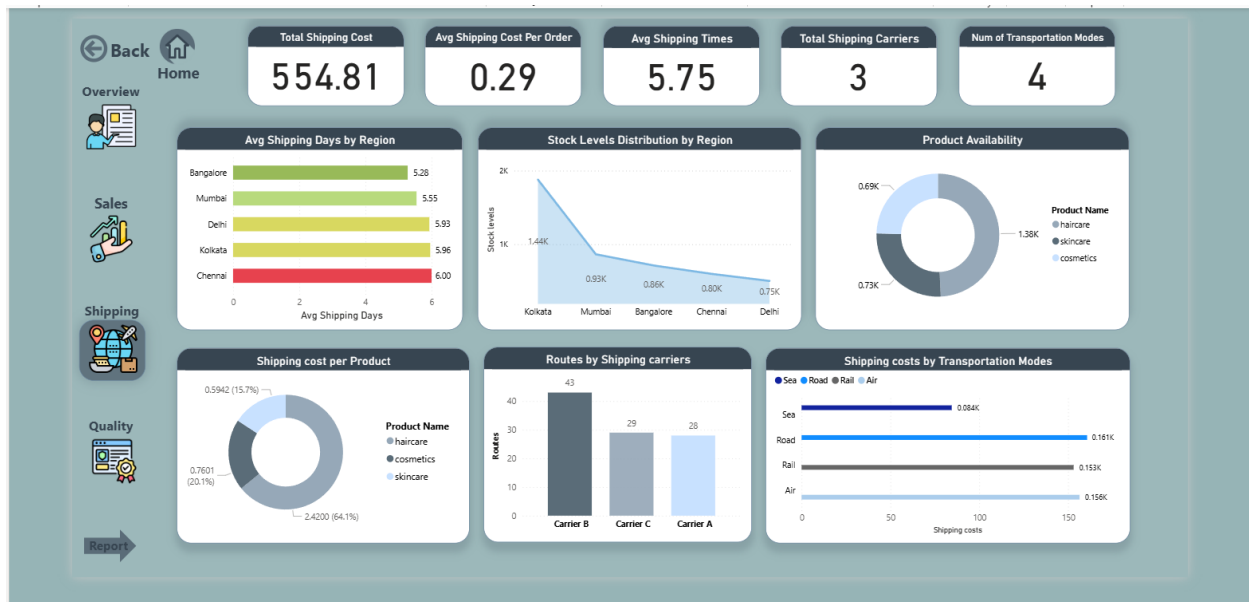 Back
Home
Overview
Sales
Shipping
Quality
Report
Total Shipping Cost
554.81
Avg Shipping Cost Per Order
0.29
Avg Shipping Times
5.75
Total Shipping Carriers
3
Num of Transportation Modes
4
Avg Shipping Days by Region
Bangalore 5.28
Mumbai 5.55
Delhi 5.93
Kolkata 5.96
Chennai 6.00
0 2 4 6
Avg Shipping Days
Stock Levels Distribution by Region
2K
1K
Stock levels
1.44K 0.93K 0.86K 0.80K 0.75K
Kolkata Mumbai Bangalore Chennai Delhi
Product Availability
0.69K
1.38K
0.73K
Product Name
haircare
skincare
cosmetics
Shipping cost per Product
0.5942 (15.7%)
0.7601
(20.1%)
2.4200 (64.1%)
Product Name
haircare
cosmetics
skincare
Routes by Shipping carriers
43 29 28
40
30
20
10
0
Routes
Carrier B Carrier C Carrier A
Shipping costs by Transportation Modes
Sea Road Rail Air
Sea 0.084K
Road 0.161K
Rail 0.153K
Air 0.156K
0 50 100 150
Shipping costs